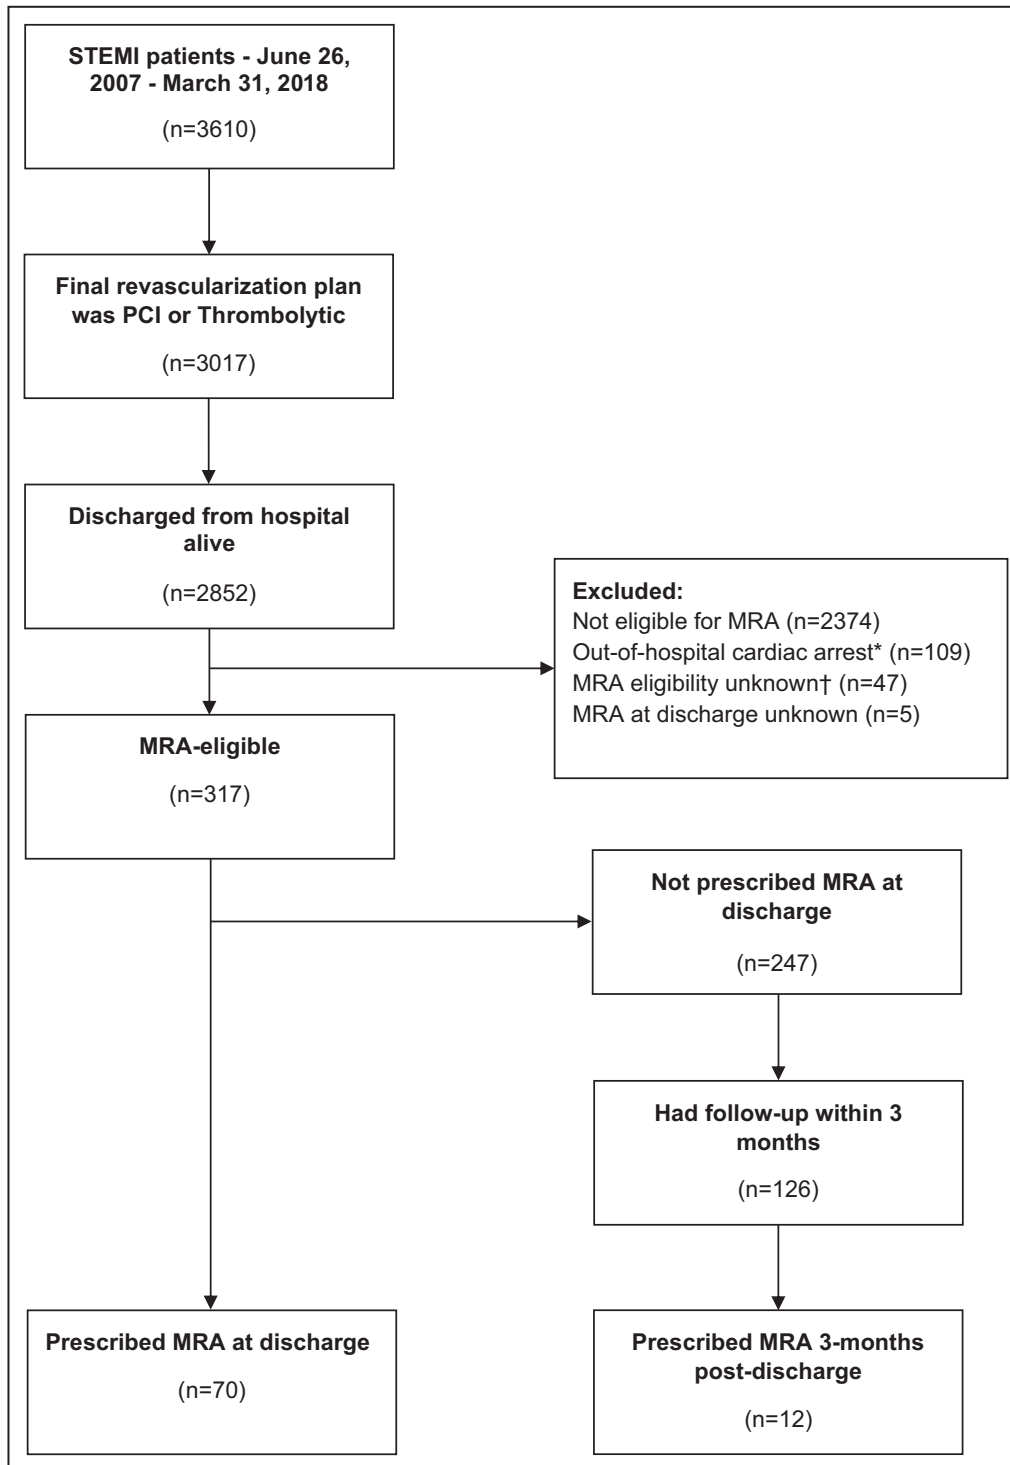 STEMI patients - June 26,
2007 - March 31, 2018
(n=3610)
Final revascularization plan
was PCI or Thrombolytic
(n=3017)
Discharged from hospital
alive
(n=2852)
Excluded:
Not eligible for MRA (n=2374)
Out-of-hospital cardiac arrest* (n=109)
MRA eligibility unknown† (n=47)
MRA at discharge unknown (n=5)
MRA-eligible
(n=317)
Not prescribed MRA at
discharge
(n=247)
Had follow-up within 3
months
(n=126)
Prescribed MRA at discharge
(n=70)
Prescribed MRA 3-months
post-discharge
(n=12)